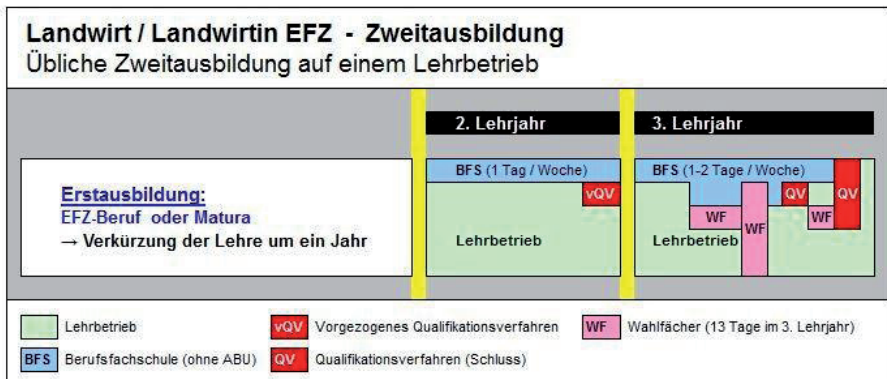 Landwirt / Landwirtin EFZ - Zweitausbildung
Übliche Zweitausbildung auf einem Lehrbetrieb
2. Lehrjahr
3. Lehrjahr
Erstausbildung:
EFZ-Beruf oder Matura
→ Verkürzung der Lehre um ein Jahr
BFS (1 Tag / Woche)
vQV
Lehrbetrieb
BFS (1-2 Tage / Woche)
QV
QV
WF
WF
WF
Lehrbetrieb
Lehrbetrieb
vQV Vorgezogenes Qualifikationsverfahren
WF Wahlfächer (13 Tage im 3. Lehrjahr)
BFS Berufsfachschule (ohne ABU)
QV Qualifikationsverfahren (Schluss)